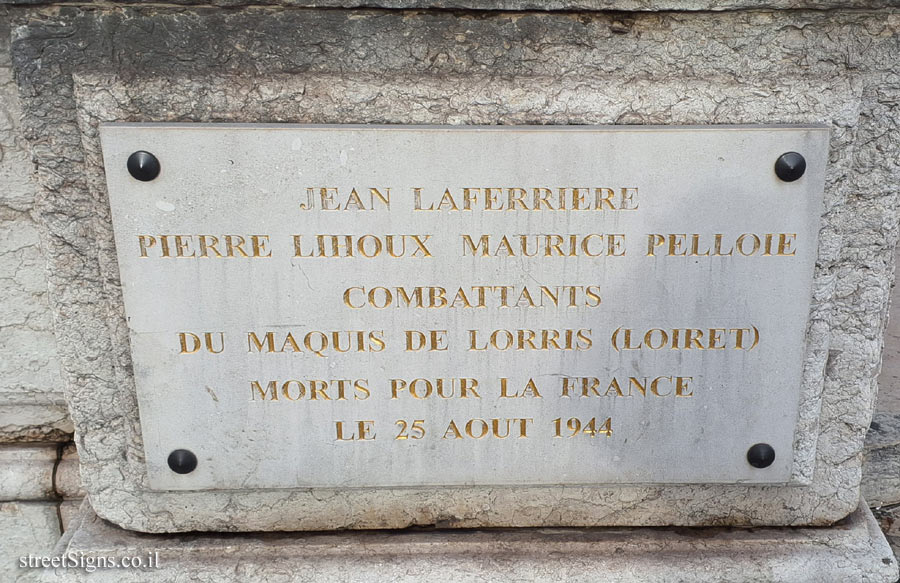 JEAN LAFERRIERE
PIERRE LIHOUX MAURICE PELLOIE
COMBATTANTS
DU MAQUIS DE LORRIS (LOIRET)
MORTS POUR LA FRANCE
LE 25 AOUT 1944
streetSigns.co.il